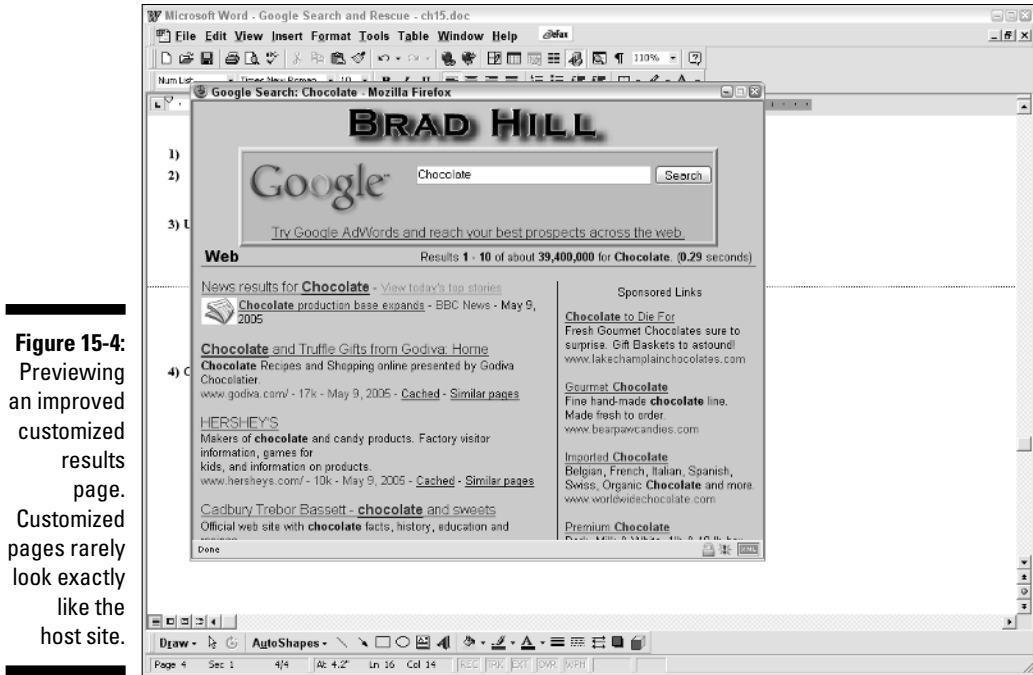 Microsoft Word - Google Search and Rescue - ch15.doc
File Edit View Insert Format Tools Table Window Help eFax
110%
Num List Times New Roman 10 B I U
Google Search: Chocolate - Mozilla Firefox
BRAD HILL
1)
2)
Google™ Chocolate Search
3) U
Try Google AdWords and reach your best prospects across the web.
Web Results 1 - 10 of about 39,400,000 for Chocolate. (0.29 seconds)
News results for Chocolate - View today's top stories
Chocolate production base expands - BBC News - May 9,
2005
Chocolate and Truffle Gifts from Godiva: Home
Chocolate Recipes and Shopping online presented by Godiva
Chocolatier.
www.godiva.com/ - 17k - May 9, 2005 - Cached - Similar pages
4) C
HERSHEY'S
Makers of chocolate and candy products. Factory visitor
information, games for
kids, and information on products.
www.hersheys.com/ - 10k - May 9, 2005 - Cached - Similar pages
Cadbury Trebor Bassett - chocolate and sweets
Official web site with chocolate facts, history, education and
Sponsored Links
Chocolate to Die For
Fresh Gourmet Chocolates sure to
surprise. Gift Baskets to astound!
www.lakechamplainchocolates.com
Gourmet Chocolate
Fine hand-made chocolate line.
Made fresh to order.
www.bearpawcandies.com
Imported Chocolate
Belgian, French, Italian, Spanish,
Swiss, Organic Chocolate and more.
www.worldwidechocolate.com
Premium Chocolate
Done
XML
Draw AutoShapes
Page 4 Sec 1 4/4 At 4.2" Ln 16 Col 14 REC TRK EXT OVR WPH
Figure 15-4:
Previewing
an improved
customized
results
page.
Customized
pages rarely
look exactly
like the
host site.